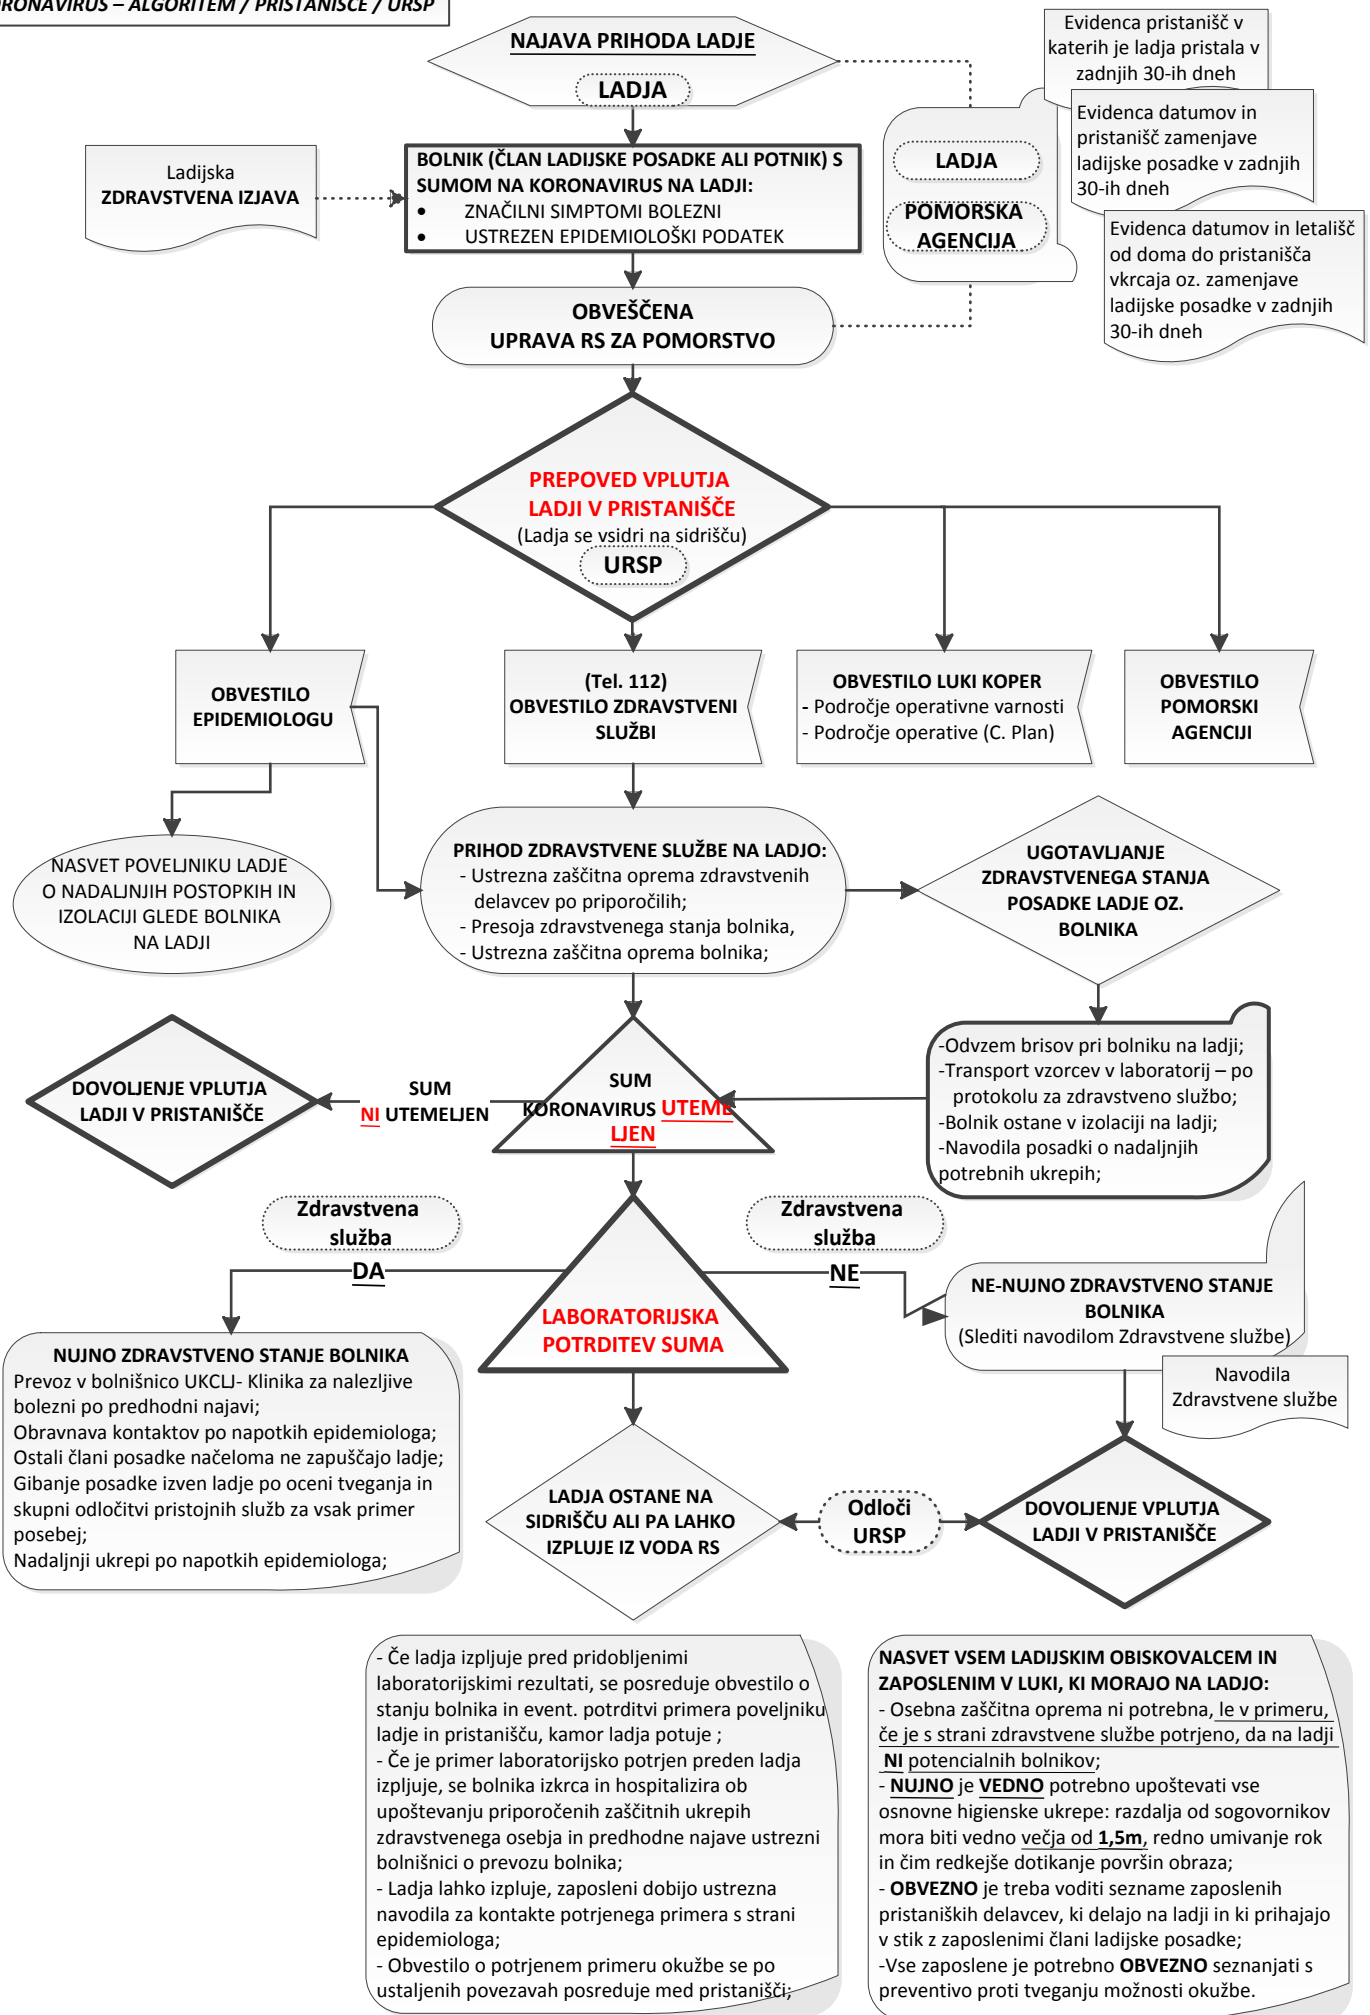 ORONAVIRUS – ALGORITEM / PRISTANIŠČE / URSP
NAJAVA PRIHODA LADJE
LADJA
Evidenca pristanišč v
katerih je ladja pristala v
zadnjih 30-ih dneh
Evidenca datumov in
pristanišč zamenjave
ladijske posadke v zadnjih
30-ih dneh
Evidenca datumov in letališč
od doma do pristanišča
vkrcaja oz. zamenjave
ladijske posadke v zadnjih
30-ih dneh
LADJA
POMORSKA
AGENCIJA
Ladijska
ZDRAVSTVENA IZJAVA
BOLNIK (ČLAN LADIJSKE POSADKE ALI POTNIK) S
SUMOM NA KORONAVIRUS NA LADJI:
• ZNAČILNI SIMPTOMI BOLEZNI
• USTREZEN EPIDEMIOLOŠKI PODATEK
OBVEŠČENA
UPRAVA RS ZA POMORSTVO
PREPOVED VPLUTJA
LADJI V PRISTANIŠČE
(Ladja se vsidri na sidrišču)
URSP
OBVESTILO
EPIDEMIOLOGU
(Tel. 112)
OBVESTILO ZDRAVSTVENI
SLUŽBI
OBVESTILO LUKI KOPER
- Področje operativne varnosti
- Področje operative (C. Plan)
OBVESTILO
POMORSKI
AGENCIJI
NASVET POVELJNIKU LADJE
O NADALJNJIH POSTOPKIH IN
IZOLACIJI GLEDE BOLNIKA
NA LADJI
PRIHOD ZDRAVSTVENE SLUŽBE NA LADJO:
- Ustrezna zaščitna oprema zdravstvenih
delavcev po priporočilih;
- Presoja zdravstvenega stanja bolnika,
- Ustrezna zaščitna oprema bolnika;
UGOTAVLJANJE
ZDRAVSTVENEGA STANJA
POSADKE LADJE OZ.
BOLNIKA
DOVOLJENJE VPLUTJA
LADJI V PRISTANIŠČE
SUM
NI UTEMELJEN
SUM
KORONAVIRUS UTEME
LJEN
-Odvzem brisov pri bolniku na ladji;
-Transport vzorcev v laboratorij – po
protokolu za zdravstveno službo;
-Bolnik ostane v izolaciji na ladji;
-Navodila posadki o nadaljnjih
potrebnih ukrepih;
Zdravstvena
služba
DA
Zdravstvena
služba
NE
LABORATORIJSKA
POTRDITEV SUMA
NE-NUJNO ZDRAVSTVENO STANJE
BOLNIKA
(Slediti navodilom Zdravstvene službe)
Navodila
Zdravstvene službe
NUJNO ZDRAVSTVENO STANJE BOLNIKA
Prevoz v bolnišnico UKCLJ- Klinika za nalezljive
bolezni po predhodni najavi;
Obravnava kontaktov po napotkih epidemiologa;
Ostali člani posadke načeloma ne zapuščajo ladje;
Gibanje posadke izven ladje po oceni tveganja in
skupni odločitvi pristojnih služb za vsak primer
posebej;
Nadaljnji ukrepi po napotkih epidemiologa;
LADJA OSTANE NA
SIDRIŠČU ALI PA LAHKO
IZPLUJE IZ VODA RS
Odloči
URSP
DOVOLJENJE VPLUTJA
LADJI V PRISTANIŠČE
- Če ladja izpljuje pred pridobljenimi
laboratorijskimi rezultati, se posreduje obvestilo o
stanju bolnika in event. potrditvi primera poveljniku
ladje in pristanišču, kamor ladja potuje ;
- Če je primer laboratorijsko potrjen preden ladja
izpljuje, se bolnika izkrca in hospitalizira ob
upoštevanju priporočenih zaščitnih ukrepih
zdravstvenega osebja in predhodne najave ustrezni
bolnišnici o prevozu bolnika;
- Ladja lahko izpluje, zaposleni dobijo ustrezna
navodila za kontakte potrjenega primera s strani
epidemiologa;
- Obvestilo o potrjenem primeru okužbe se po
ustaljenih povezavah posreduje med pristanišči;
NASVET VSEM LADIJSKIM OBISKOVALCEM IN
ZAPOSLENIM V LUKI, KI MORAJO NA LADJO:
- Osebna zaščitna oprema ni potrebna, le v primeru,
če je s strani zdravstvene službe potrjeno, da na ladji
NI potencialnih bolnikov;
- NUJNO je VEDNO potrebno upoštevati vse
osnovne higienske ukrepe: razdalja od sogovornikov
mora biti vedno večja od 1,5m, redno umivanje rok
in čim redkejše dotikanje površin obraza;
- OBVEZNO je treba voditi sezname zaposlenih
pristaniških delavcev, ki delajo na ladji in ki prihajajo
v stik z zaposlenimi člani ladijske posadke;
-Vse zaposlene je potrebno OBVEZNO seznanjati s
preventivo proti tveganju možnosti okužbe.